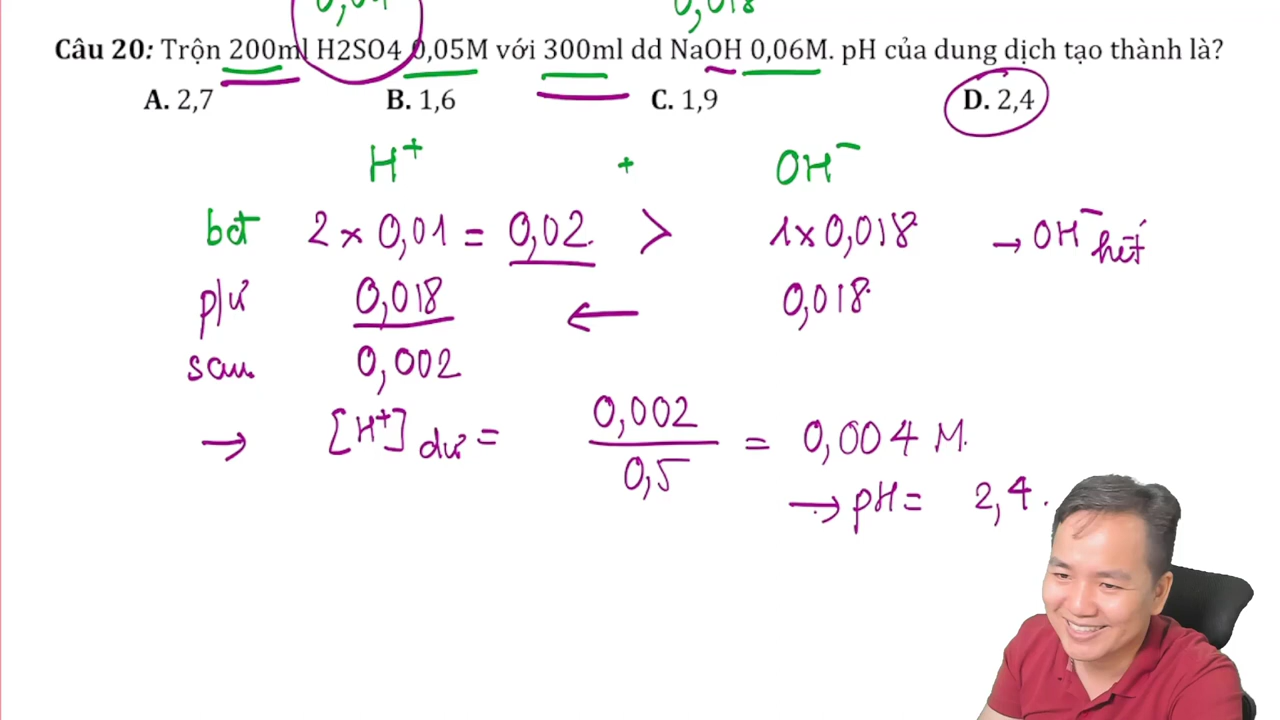 0,018
Câu 20: Trộn 200ml H2SO4 0,05M với 300ml dd NaOH 0,06M. pH của dung dịch tạo thành là?
A. 2,7 B. 1,6 C. 1,9 D. 2,4
H⁺ + OH⁻
bđ 2 × 0,01 = 0,02 > 1 × 0,018 → OH⁻ hết
p/ư 0,018 ← 0,018
sau 0,002
→ [H⁺] dư = 0,002 / 0,5 = 0,004 M.
→ pH = 2,4.